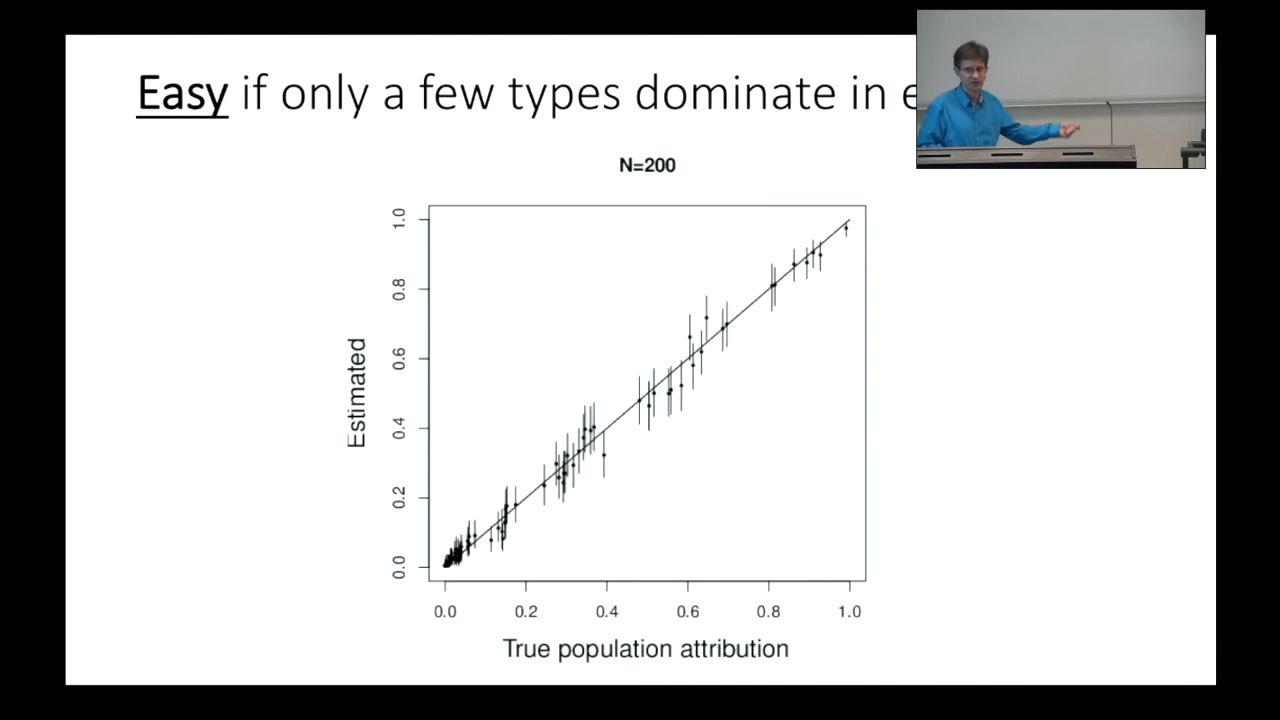 Easy if only a few types dominate in
N=200
Estimated
1.0
0.8
0.6
0.4
0.2
0.0
0.0 0.2 0.4 0.6 0.8 1.0
True population attribution